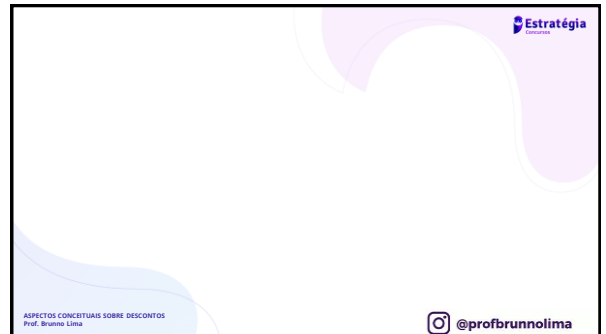 Estratégia
Concursos
ASPECTOS CONCEITUAIS SOBRE DESCONTOS
Prof. Brunno Lima
@profbrunnolima